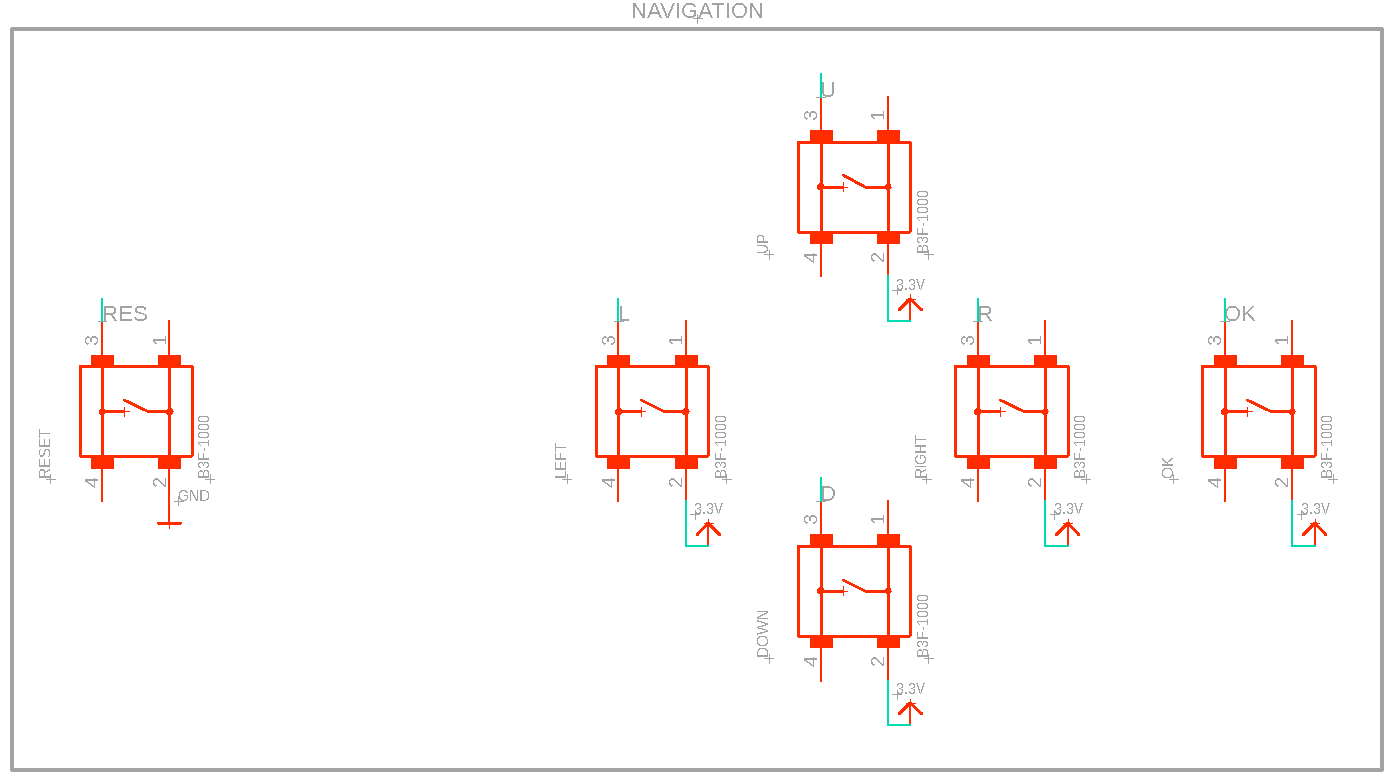 NAVIGATION
U
3
1
UP
B3F-1000
4
2
3.3V
RES
3
1
RESET
B3F-1000
4
2
GND
L
3
1
LEFT
B3F-1000
4
2
3.3V
R
3
1
RIGHT
B3F-1000
4
2
3.3V
OK
3
1
OK
B3F-1000
4
2
3.3V
D
3
1
DOWN
B3F-1000
4
2
3.3V